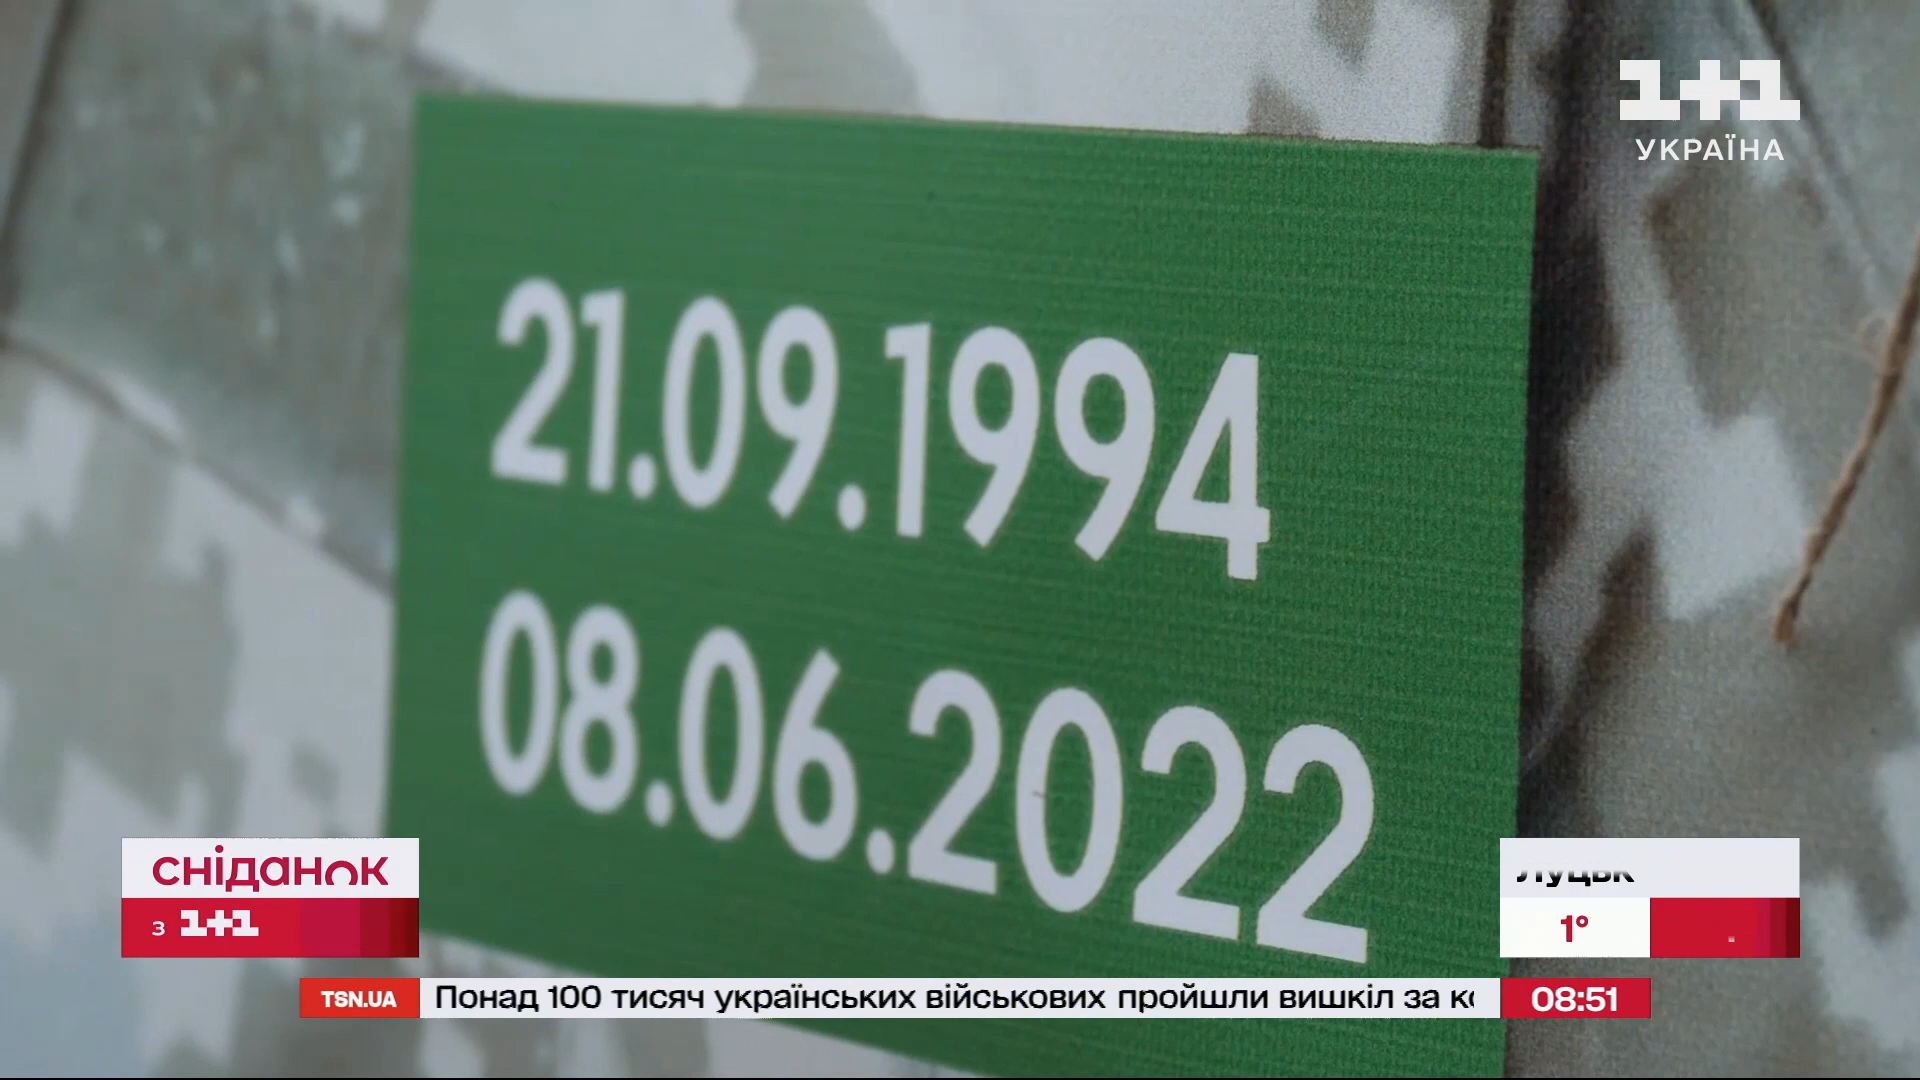 1+1
УКРАЇНА
21.09.1994
08.06.2022
СНІДАНОК
З 1+1
Луцьк
1°
TSN.UA Понад 100 тисяч українських військових пройшли вишкіл за 08:51